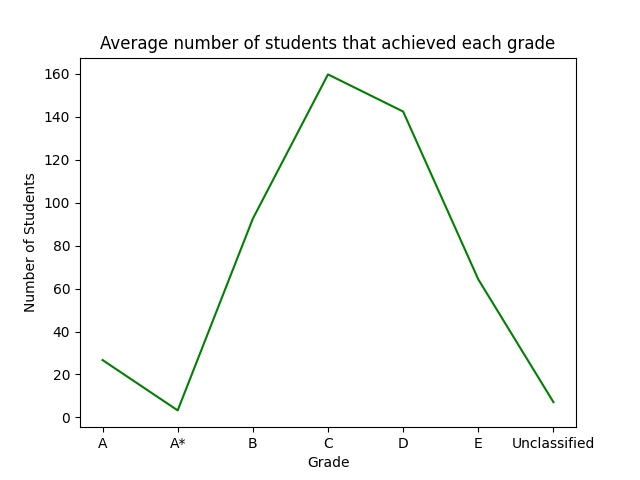 Average number of students that achieved each grade
160
140
120
100
80
60
40
20
0
Number of Students
A A* B C D E Unclassified
Grade